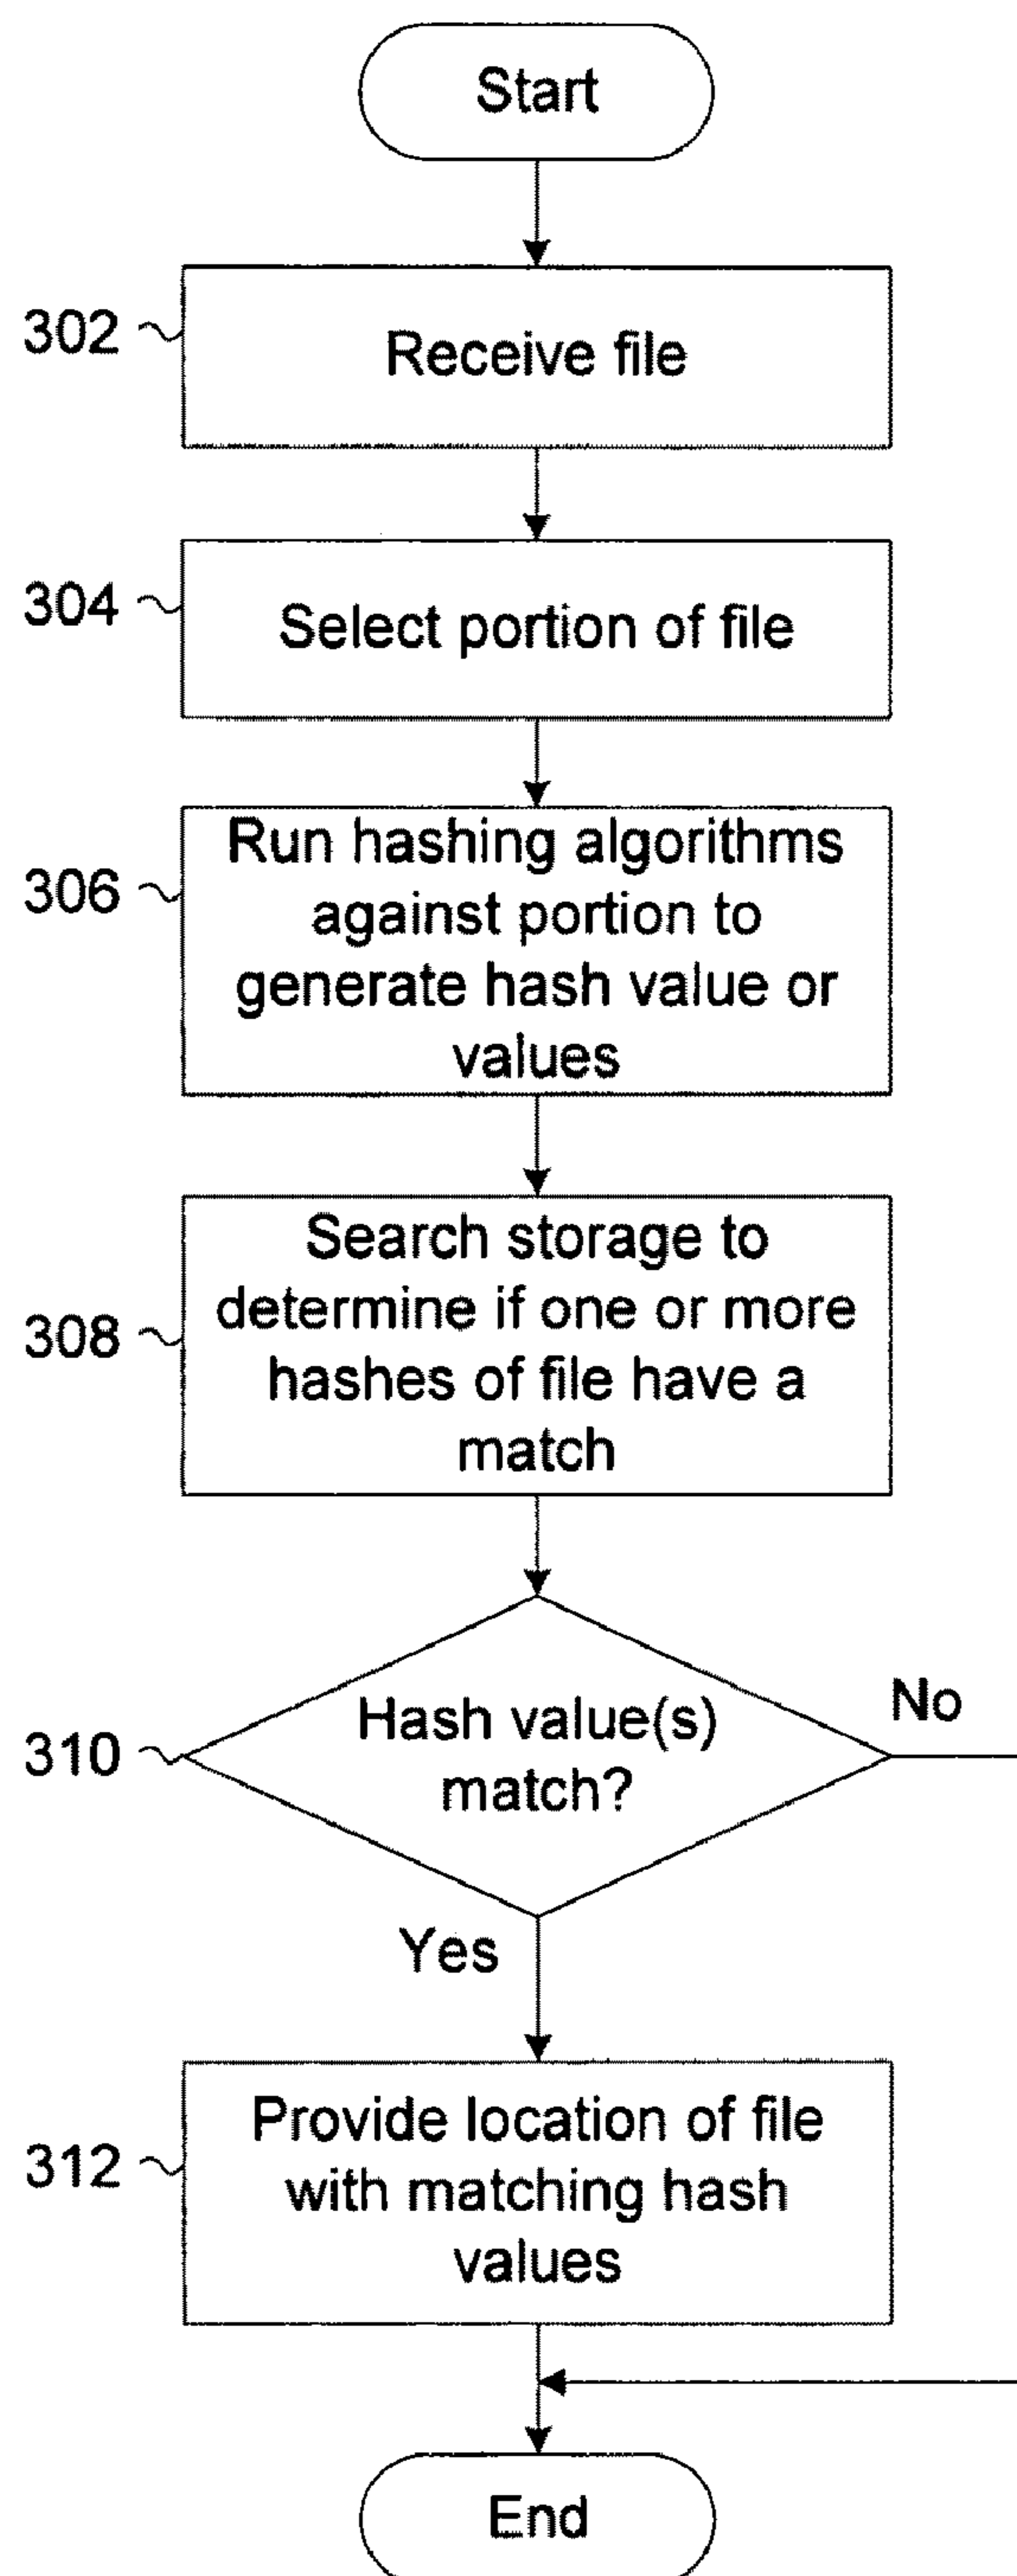 Start
302
Receive file
304
Select portion of file
306
Run hashing algorithms
against portion to
generate hash value or
values
308
Search storage to
determine if one or more
hashes of file have a
match
310
Hash value(s)
match?
No
Yes
312
Provide location of file
with matching hash
values
End